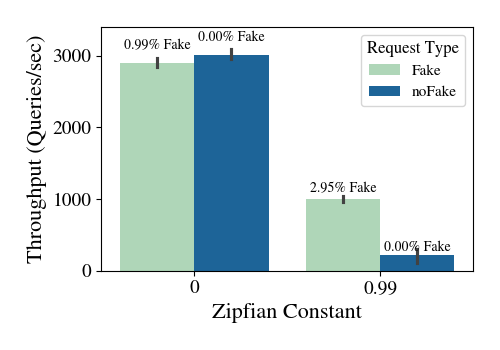 0.99% Fake
0.00% Fake
Request Type
Fake
noFake
3000
2000
1000
0
Throughput (Queries/sec)
2.95% Fake
0.00% Fake
0
0.99
Zipfian Constant